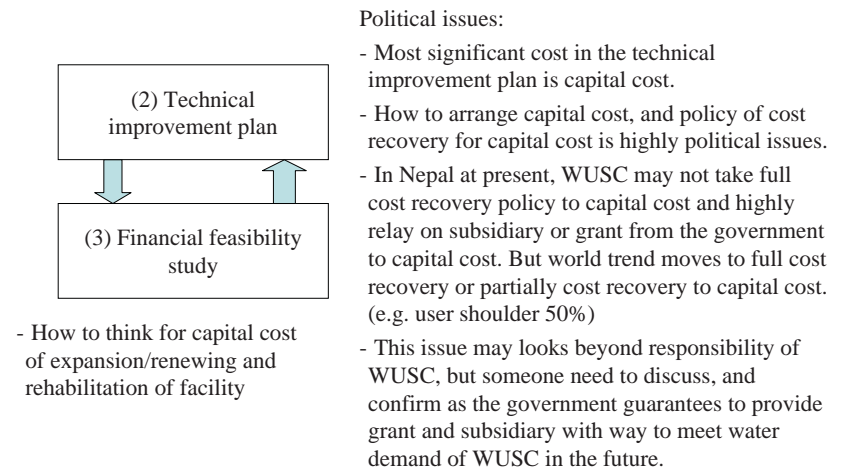 (2) Technical
improvement plan
(3) Financial feasibility
study
- How to think for capital cost
of expansion/renewing and
rehabilitation of facility
Political issues:
- Most significant cost in the technical
improvement plan is capital cost.
- How to arrange capital cost, and policy of cost
recovery for capital cost is highly political issues.
- In Nepal at present, WUSC may not take full
cost recovery policy to capital cost and highly
relay on subsidiary or grant from the government
to capital cost. But world trend moves to full cost
recovery or partially cost recovery to capital cost.
(e.g. user shoulder 50%)
- This issue may looks beyond responsibility of
WUSC, but someone need to discuss, and
confirm as the government guarantees to provide
grant and subsidiary with way to meet water
demand of WUSC in the future.